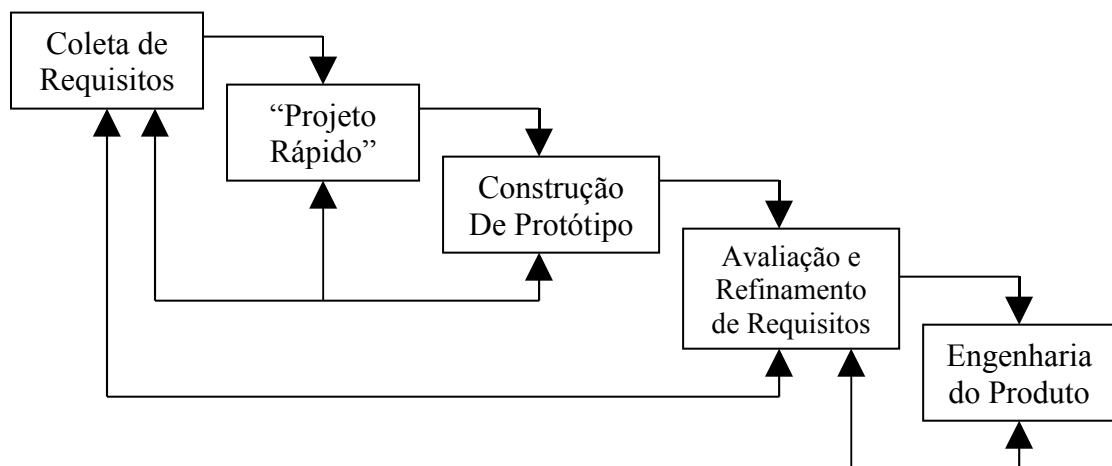 Coleta de
Requisitos
“Projeto
Rápido”
Construção
De Protótipo
Avaliação e
Refinamento
de Requisitos
Engenharia
do Produto